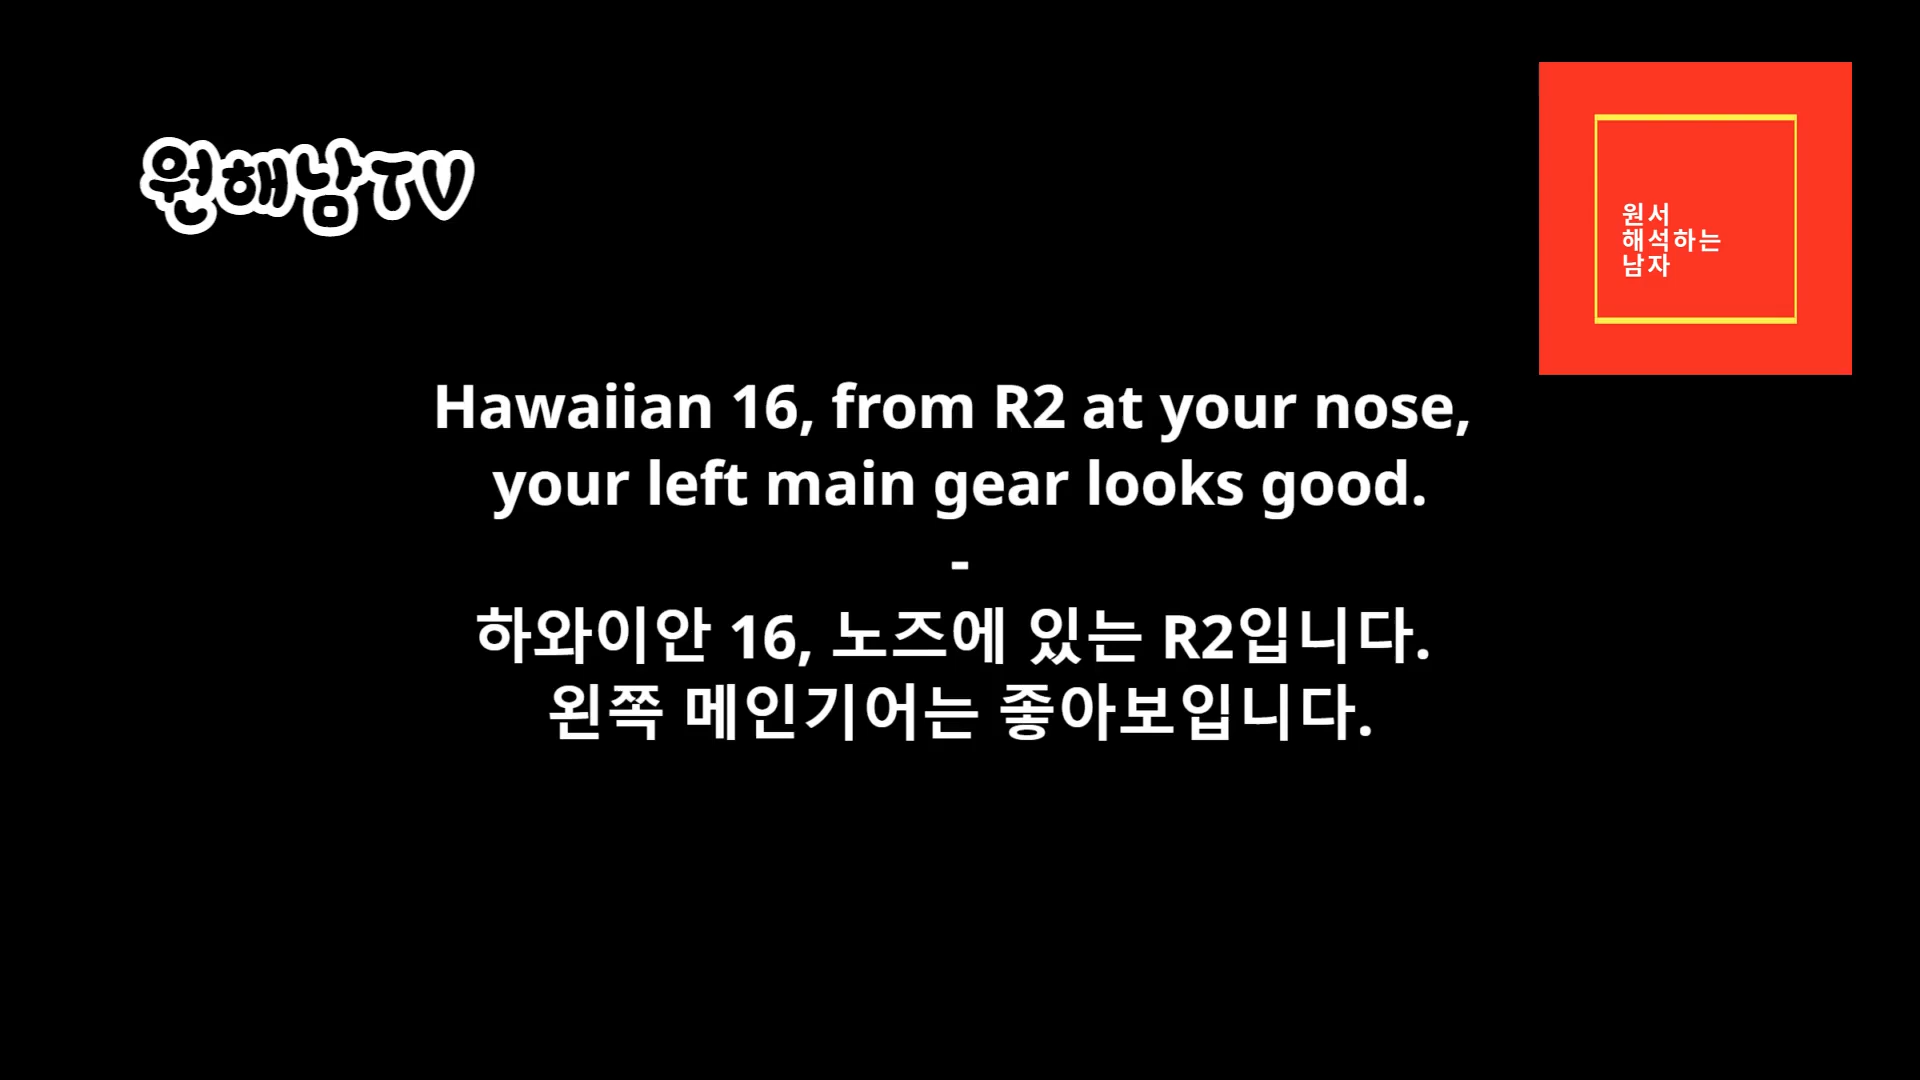 원해남TV
원서
해석하는
남자
Hawaiian 16, from R2 at your nose,
your left main gear looks good.
-
하와이안 16, 노즈에 있는 R2입니다.
왼쪽 메인기어는 좋아보입니다.